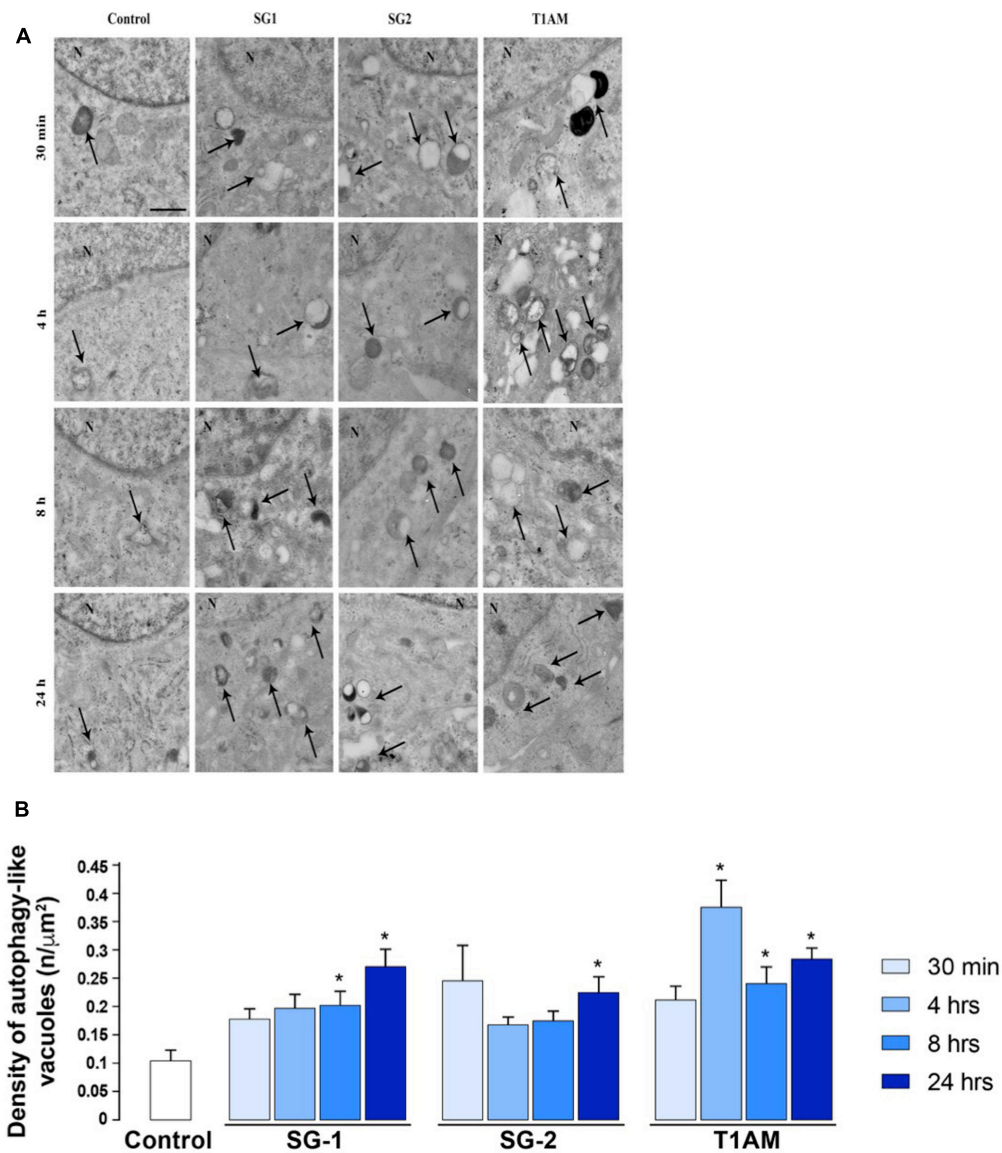 A
Control SG1 SG2 T1AM
30 min
N N N N
4 h
N N N N
8 h
N N N N
24 h
N N N N
B
Density of autophagy-like
vacuoles (n/μm²)
0.45
0.4
0.35
0.3
0.25
0.2
0.15
0.1
0.05
0
* * * * * *
Control SG-1 SG-2 T1AM
30 min
4 hrs
8 hrs
24 hrs